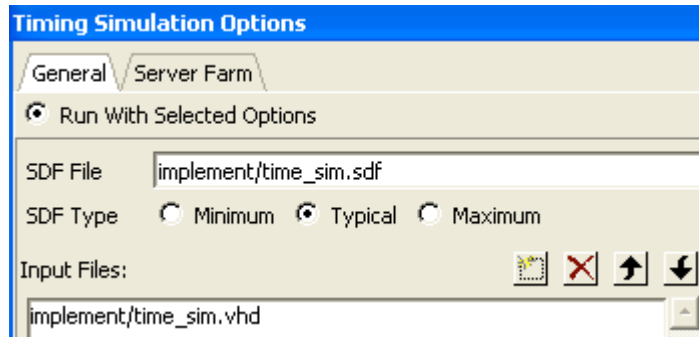 Timing Simulation Options
General Server Farm
Run With Selected Options
SDF File implement/time_sim.sdf
SDF Type Minimum Typical Maximum
Input Files:
implement/time_sim.vhd